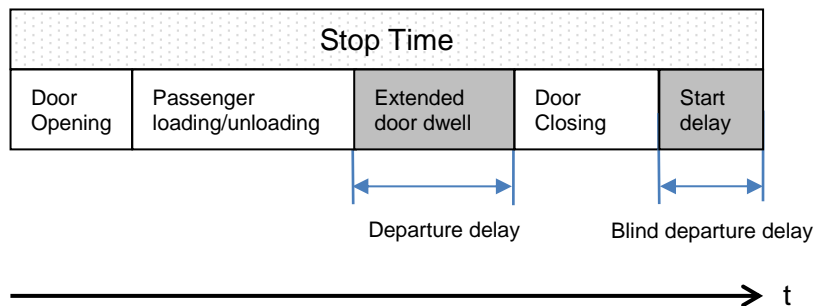 Stop Time
Door
Opening
Passenger
loading/unloading
Extended
door dwell
Door
Closing
Start
delay
Departure delay
Blind departure delay
t